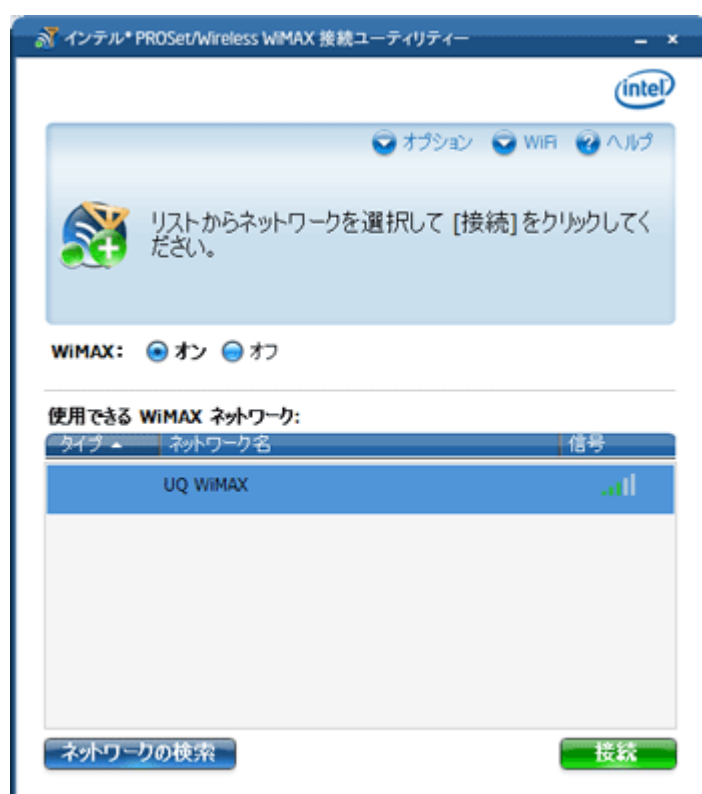 インテル* PROSet/Wireless WiMAX 接続ユーティリティー
intel
オプション WiFi ヘルプ
リストからネットワークを選択して [接続] をクリックしてく
ださい。
WiMAX: オン オフ
使用できる WiMAX ネットワーク:
タイプ ネットワーク名 信号
UQ WiMAX
ネットワークの検索 接続